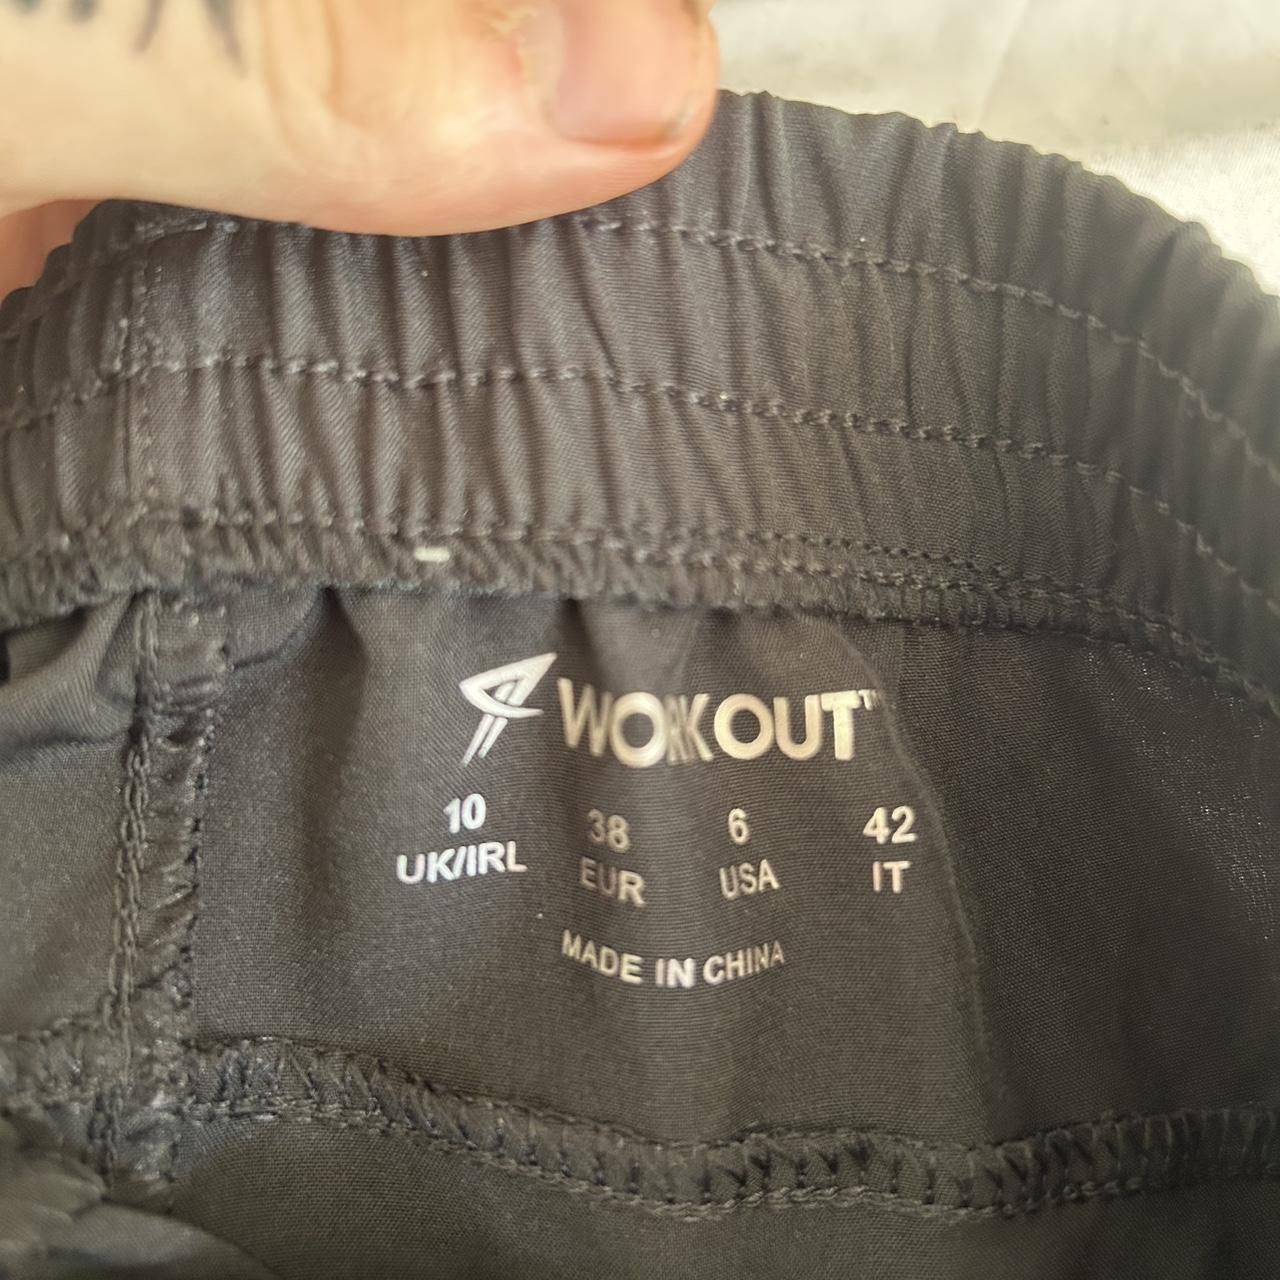 WORKOUT™
10 38 6 42
UK/IRL EUR USA IT
MADE IN CHINA